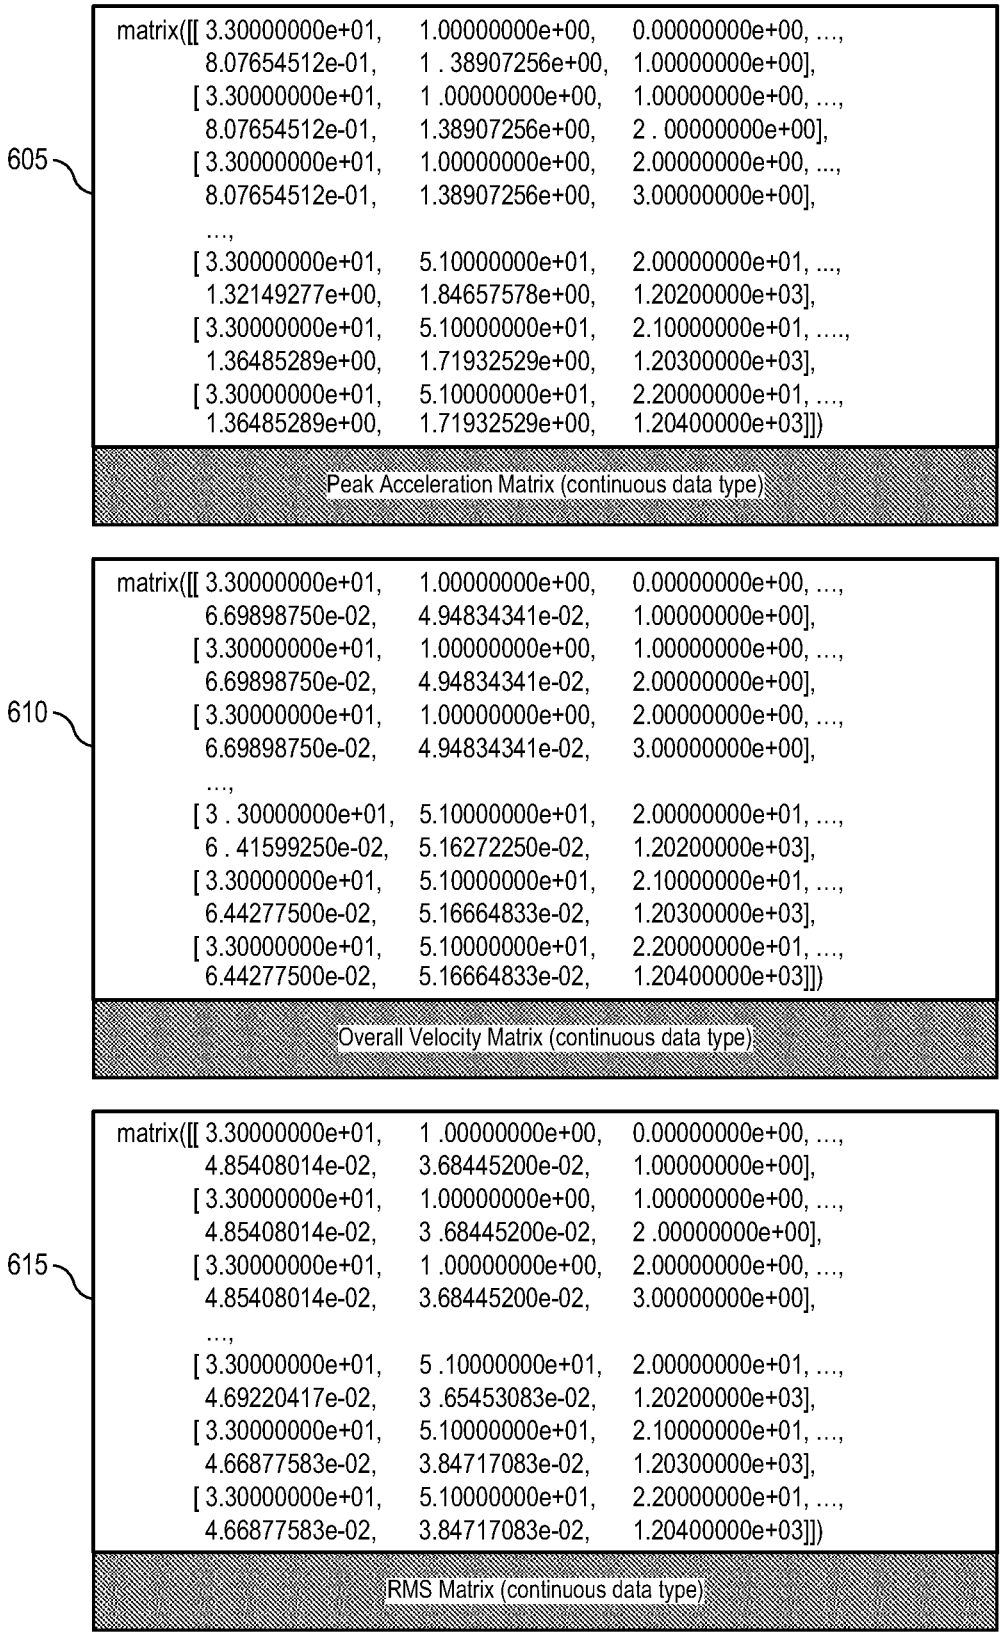 matrix([[ 3.30000000e+01, 1.00000000e+00, 0.00000000e+00, ...,
8.07654512e-01, 1 . 38907256e+00, 1.00000000e+00],
[ 3.30000000e+01, 1 .00000000e+00, 1.00000000e+00, ...,
8.07654512e-01, 1.38907256e+00, 2 . 00000000e+00],
605
[ 3.30000000e+01, 1.00000000e+00, 2.00000000e+00, ...,
8.07654512e-01, 1.38907256e+00, 3.00000000e+00],
...,
[ 3.30000000e+01, 5.10000000e+01, 2.00000000e+01, ...,
1.32149277e+00, 1.84657578e+00, 1.20200000e+03],
[ 3.30000000e+01, 5.10000000e+01, 2.10000000e+01, ....,
1.36485289e+00, 1.71932529e+00, 1.20300000e+03],
[ 3.30000000e+01, 5.10000000e+01, 2.20000000e+01, ...,
1.36485289e+00, 1.71932529e+00, 1.20400000e+03]])
Peak Acceleration Matrix (continuous data type)
matrix([[ 3.30000000e+01, 1.00000000e+00, 0.00000000e+00, ...,
6.69898750e-02, 4.94834341e-02, 1.00000000e+00],
[ 3.30000000e+01, 1.00000000e+00, 1.00000000e+00, ...,
6.69898750e-02, 4.94834341e-02, 2.00000000e+00],
610
[ 3.30000000e+01, 1.00000000e+00, 2.00000000e+00, ...,
6.69898750e-02, 4.94834341e-02, 3.00000000e+00],
...,
[ 3 . 30000000e+01, 5.10000000e+01, 2.00000000e+01, ...,
6 . 41599250e-02, 5.16272250e-02, 1.20200000e+03],
[ 3.30000000e+01, 5.10000000e+01, 2.10000000e+01, ...,
6.44277500e-02, 5.16664833e-02, 1.20300000e+03],
[ 3.30000000e+01, 5.10000000e+01, 2.20000000e+01, ...,
6.44277500e-02, 5.16664833e-02, 1.20400000e+03]])
Overall Velocity Matrix (continuous data type)
matrix([[ 3.30000000e+01, 1 .00000000e+00, 0.00000000e+00, ...,
4.85408014e-02, 3.68445200e-02, 1.00000000e+00],
[ 3.30000000e+01, 1.00000000e+00, 1.00000000e+00, ...,
4.85408014e-02, 3 .68445200e-02, 2 .00000000e+00],
615
[ 3.30000000e+01, 1 .00000000e+00, 2.00000000e+00, ...,
4.85408014e-02, 3.68445200e-02, 3.00000000e+00],
...,
[ 3.30000000e+01, 5 .10000000e+01, 2.00000000e+01, ...,
4.69220417e-02, 3 .65453083e-02, 1.20200000e+03],
[ 3.30000000e+01, 5.10000000e+01, 2.10000000e+01, ...,
4.66877583e-02, 3.84717083e-02, 1.20300000e+03],
[ 3.30000000e+01, 5.10000000e+01, 2.20000000e+01, ...,
4.66877583e-02, 3.84717083e-02, 1.20400000e+03]])
RMS Matrix (continuous data type)